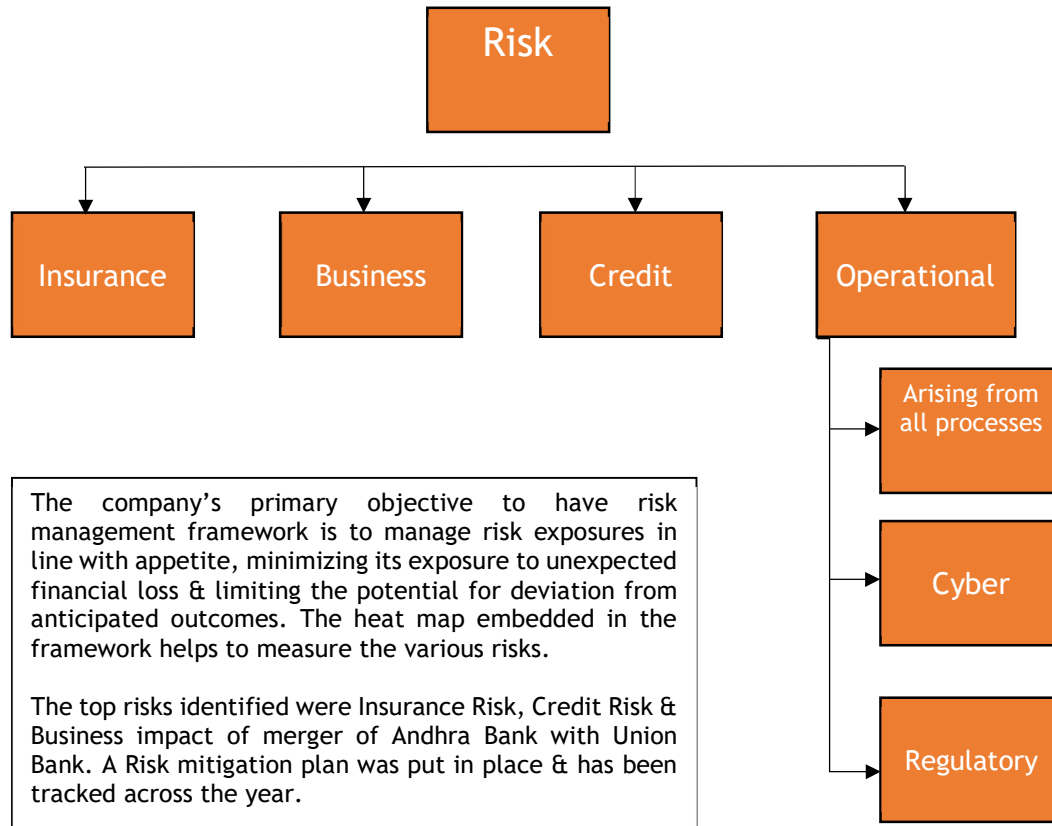 Risk
Insurance
Business
Credit
Operational
Arising from
all processes
Cyber
Regulatory
The company’s primary objective to have risk
management framework is to manage risk exposures in
line with appetite, minimizing its exposure to unexpected
financial loss & limiting the potential for deviation from
anticipated outcomes. The heat map embedded in the
framework helps to measure the various risks.
The top risks identified were Insurance Risk, Credit Risk &
Business impact of merger of Andhra Bank with Union
Bank. A Risk mitigation plan was put in place & has been
tracked across the year.